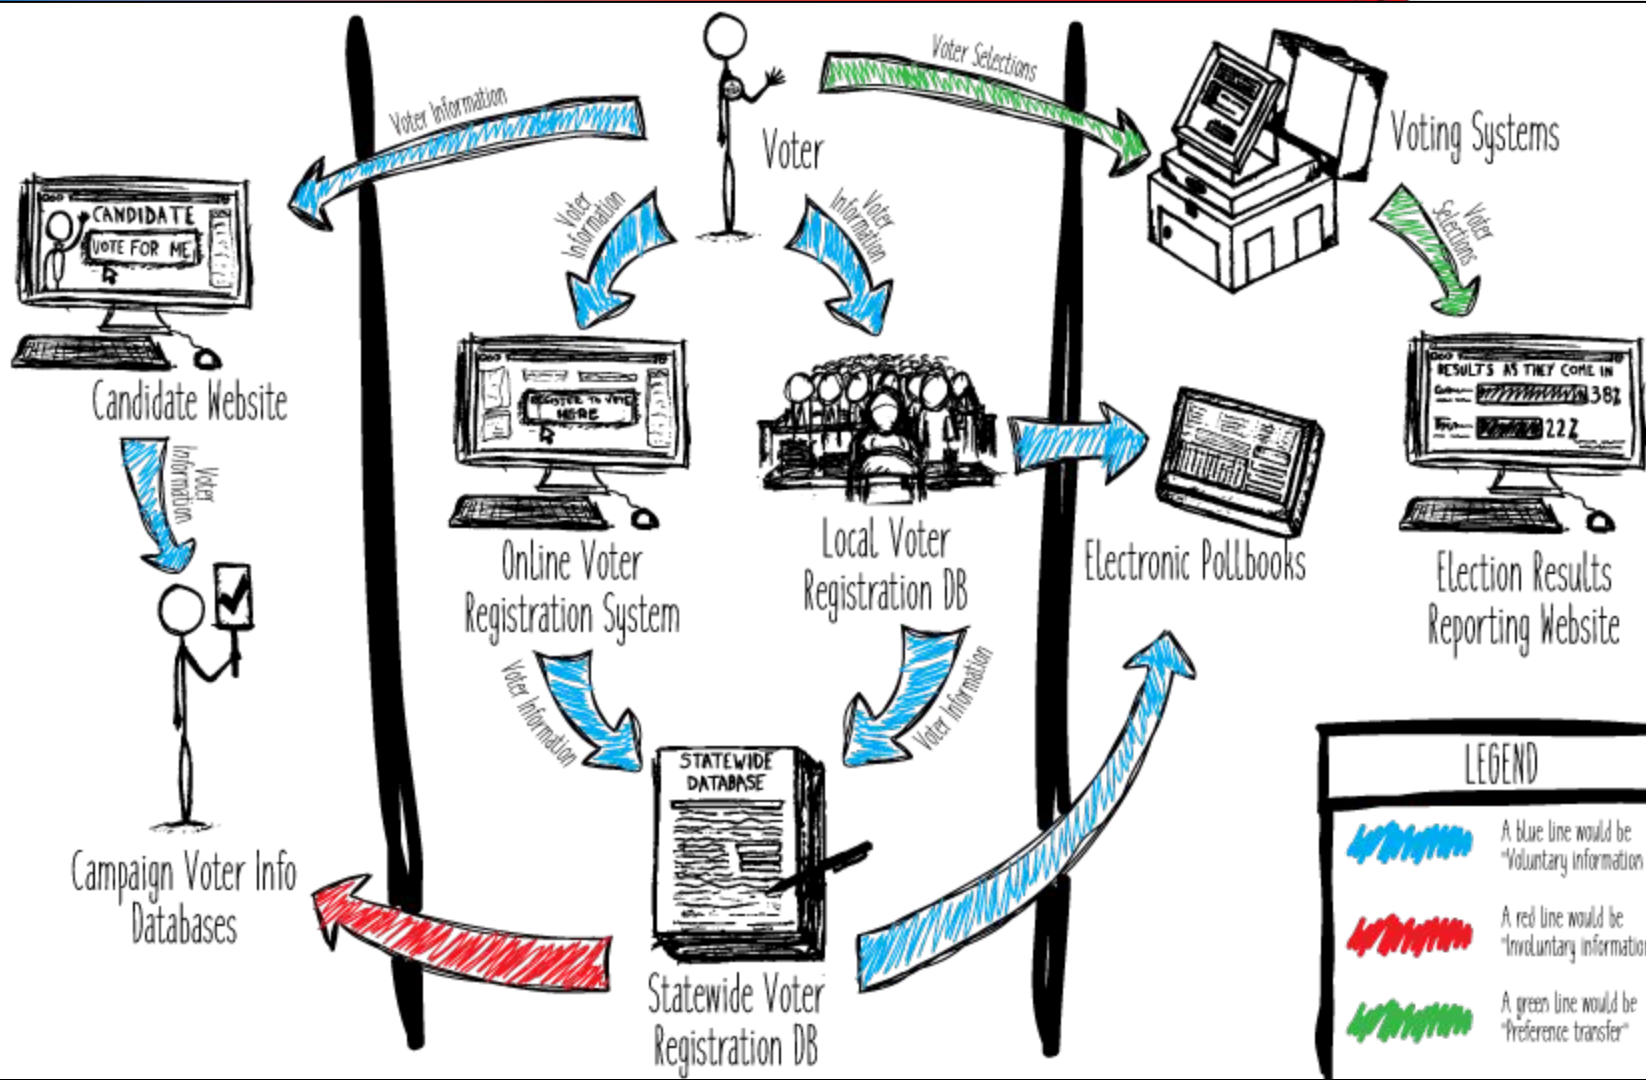 Voter Information
Voter Selections
Voter
Voting Systems
Voter
Information
Voter
Information
Voter
Selections
CANDIDATE
VOTE FOR ME
Candidate Website
REGISTER TO VOTE
HERE
RESULTS AS THEY COME IN
38%
22%
Voter
Information
Online Voter
Registration System
Local Voter
Registration DB
Electronic Pollbooks
Election Results
Reporting Website
Voter Information
Voter Information
STATEWIDE
DATABASE
Campaign Voter Info
Databases
Statewide Voter
Registration DB
LEGEND
A blue line would be
"Voluntary information
A red line would be
"Involuntary information
A green line would be
"Preference transfer"